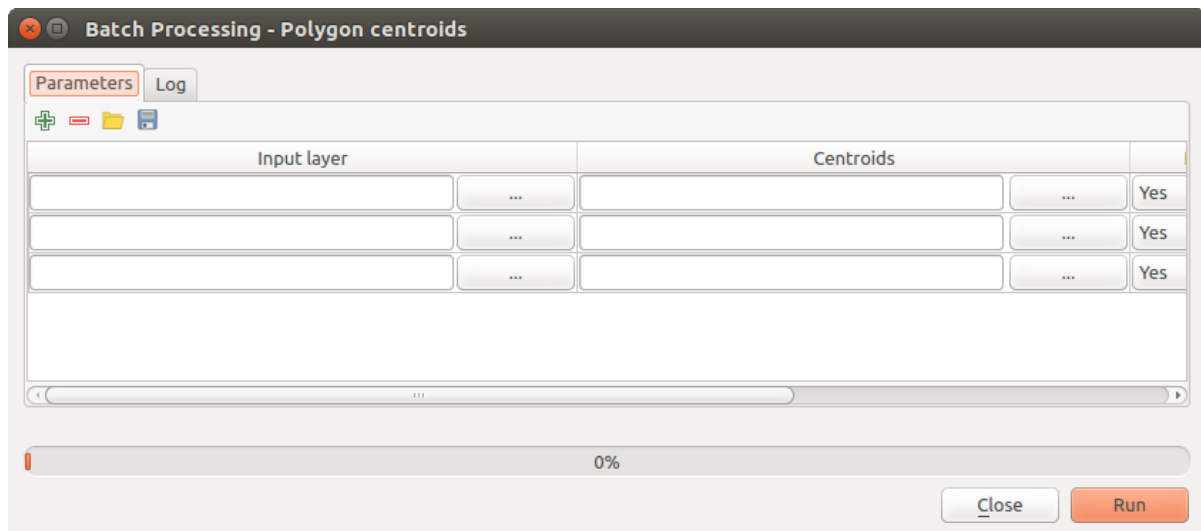 Batch Processing - Polygon centroids
Parameters Log
Input layer Centroids
... ... Yes
... ... Yes
... ... Yes
0%
Close Run